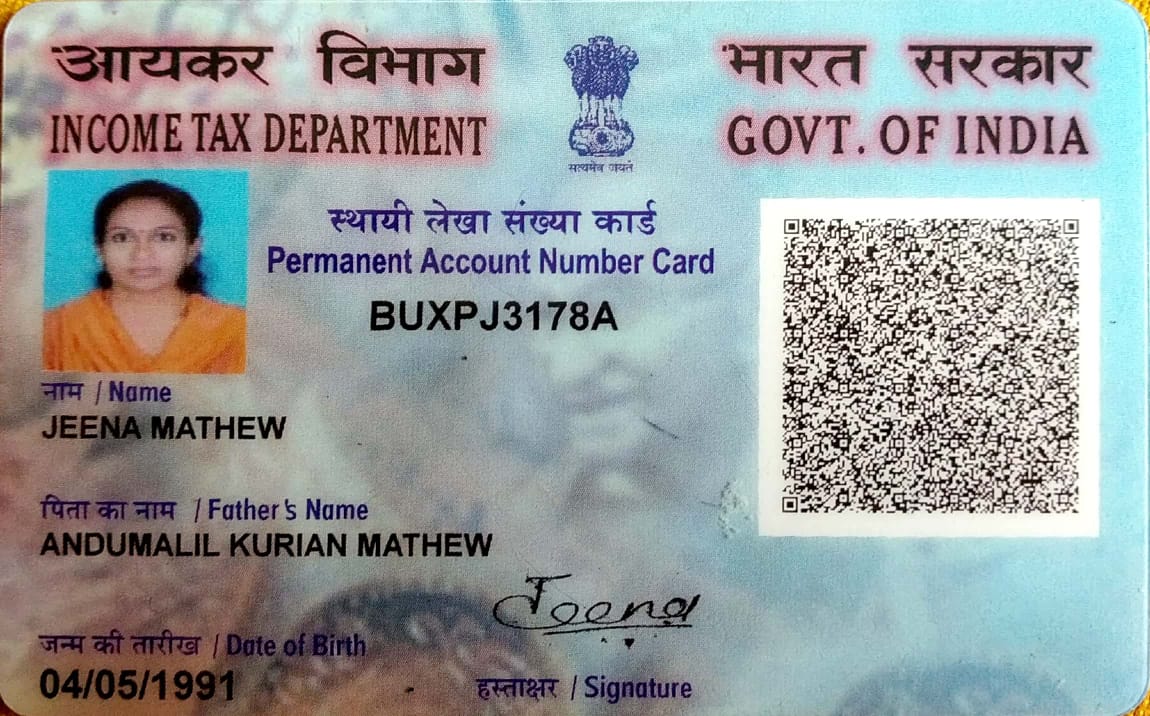 आयकर विभाग
INCOME TAX DEPARTMENT
सत्यमेव जयते
भारत सरकार
GOVT. OF INDIA
स्थायी लेखा संख्या कार्ड
Permanent Account Number Card
BUXPJ3178A
नाम / Name
JEENA MATHEW
पिता का नाम / Father's Name
ANDUMALIL KURIAN MATHEW
Jeena
जन्म की तारीख / Date of Birth
04/05/1991
हस्ताक्षर / Signature